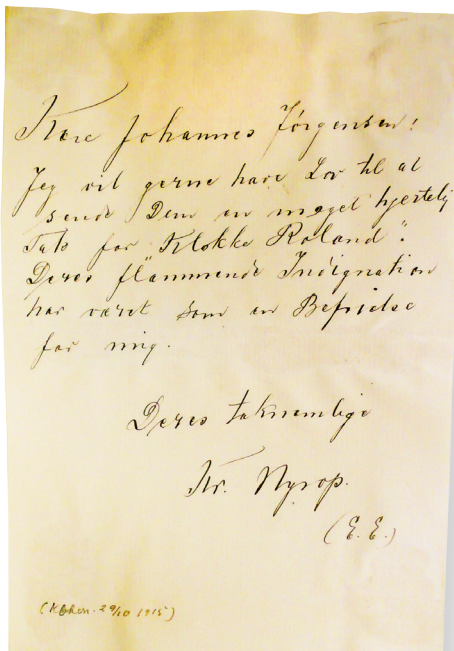 Kære Johannes Jørgensen!
Jeg vil gerne have Lov til at
sende Dem en meget hjertelig
Tak for "Klokke Roland".
Deres flammende Indignation
har været som en Befrielse
for mig.
Deres taknemlige
Kr. Nyrop.
(E. E.)
(Kbhvn. 29/10 1915)